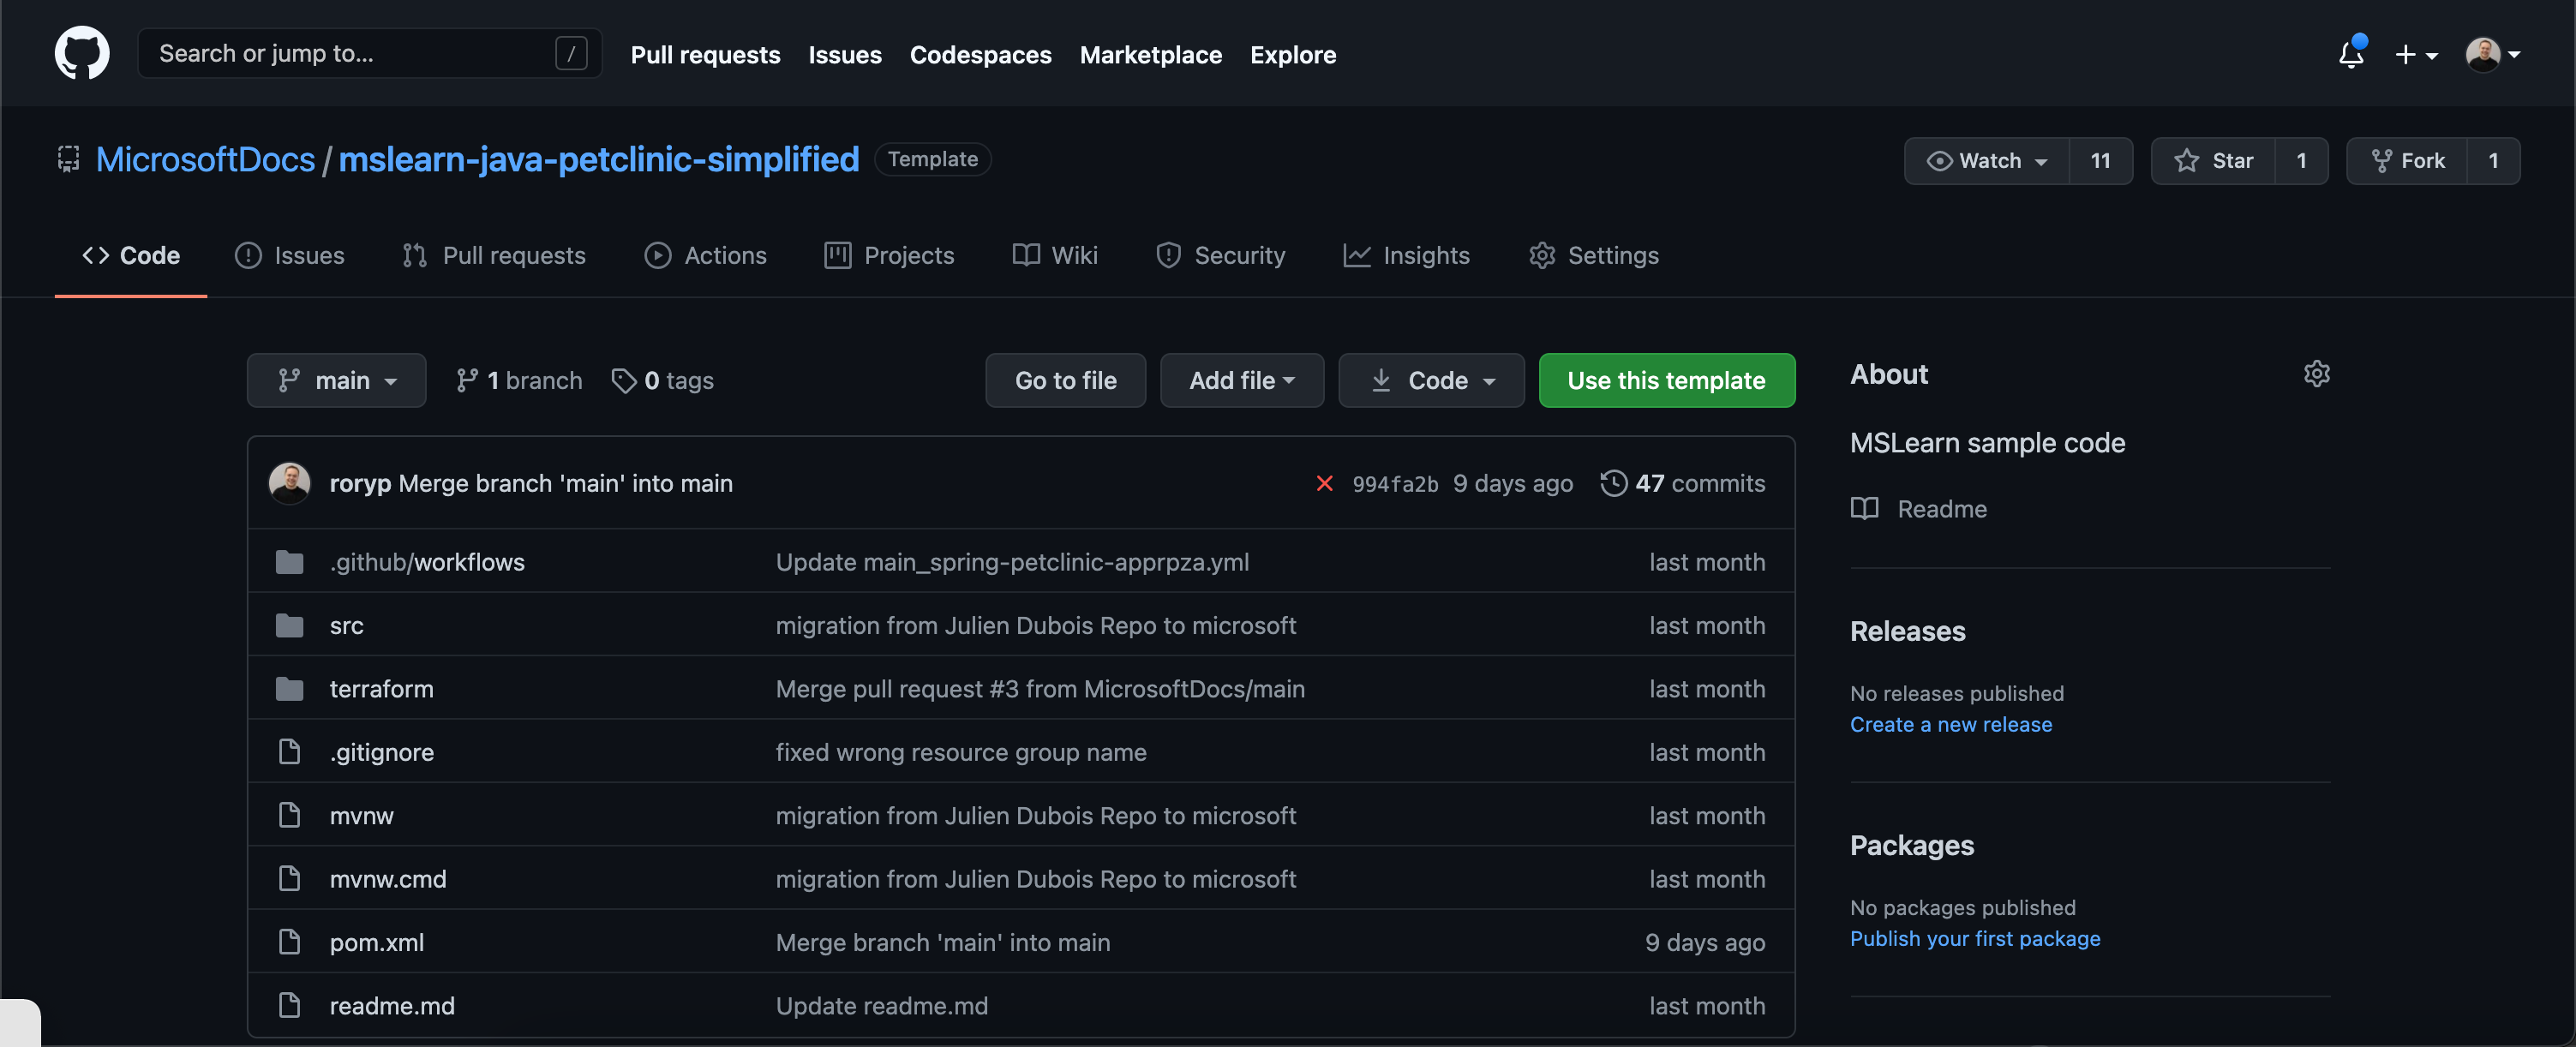 Search or jump to... / Pull requests Issues Codespaces Marketplace Explore
MicrosoftDocs / mslearn-java-petclinic-simplified Template Watch 11 Star 1 Fork 1
Code Issues Pull requests Actions Projects Wiki Security Insights Settings
main 1 branch 0 tags Go to file Add file Code Use this template
roryp Merge branch 'main' into main 994fa2b 9 days ago 47 commits
.github/workflows Update main_spring-petclinic-apprpza.yml last month
src migration from Julien Dubois Repo to microsoft last month
terraform Merge pull request #3 from MicrosoftDocs/main last month
.gitignore fixed wrong resource group name last month
mvnw migration from Julien Dubois Repo to microsoft last month
mvnw.cmd migration from Julien Dubois Repo to microsoft last month
pom.xml Merge branch 'main' into main 9 days ago
readme.md Update readme.md last month
About
MSLearn sample code
Readme
Releases
No releases published
Create a new release
Packages
No packages published
Publish your first package